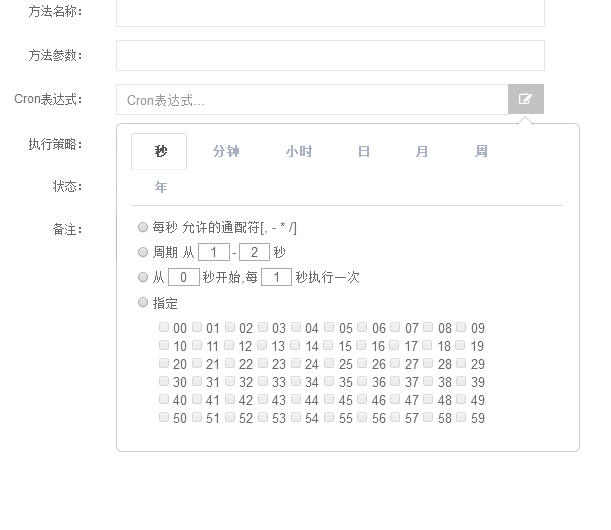 方法名称：
方法参数：
Cron表达式： Cron表达式...
执行策略： 秒 分钟 小时 日 月 周
状态： 年
备注： 每秒 允许的通配符[, - * /]
周期 从 1 - 2 秒
从 0 秒开始,每 1 秒执行一次
指定
00 01 02 03 04 05 06 07 08 09
10 11 12 13 14 15 16 17 18 19
20 21 22 23 24 25 26 27 28 29
30 31 32 33 34 35 36 37 38 39
40 41 42 43 44 45 46 47 48 49
50 51 52 53 54 55 56 57 58 59